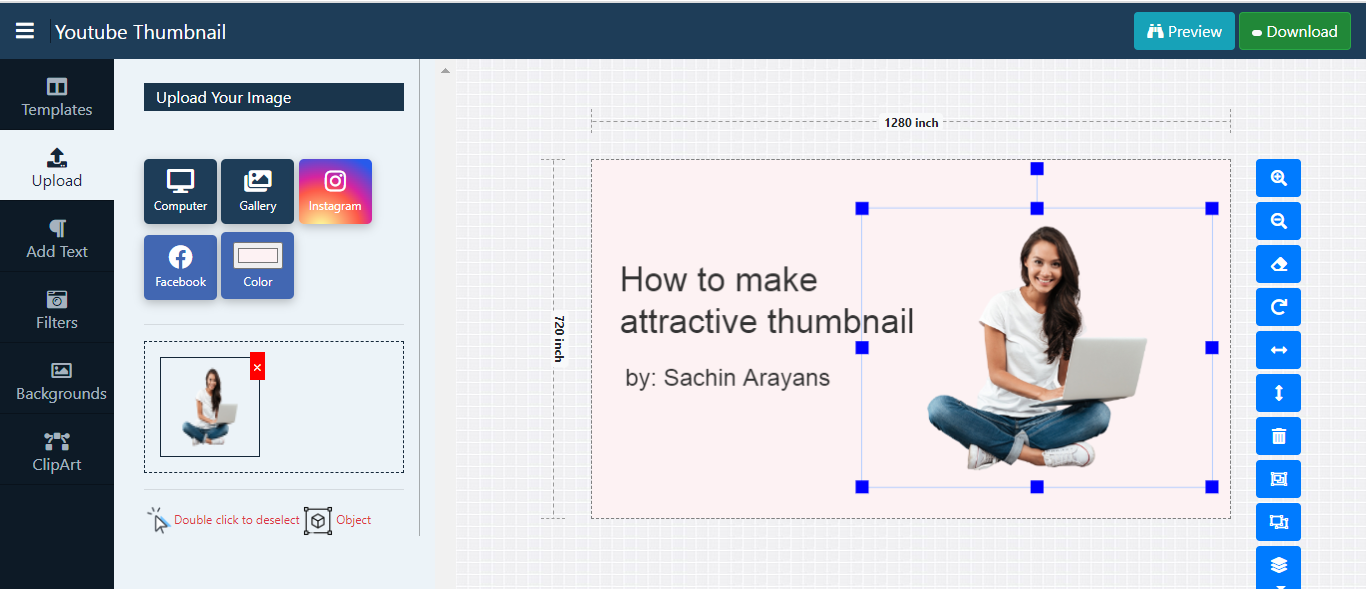 Youtube Thumbnail
Preview
Download
Templates
Upload
Add Text
Filters
Backgrounds
ClipArt
Upload Your Image
Computer
Gallery
Instagram
Facebook
Color
×
Double click to deselect
Object
1280 inch
720 inch
How to make
attractive thumbnail
by: Sachin Arayans